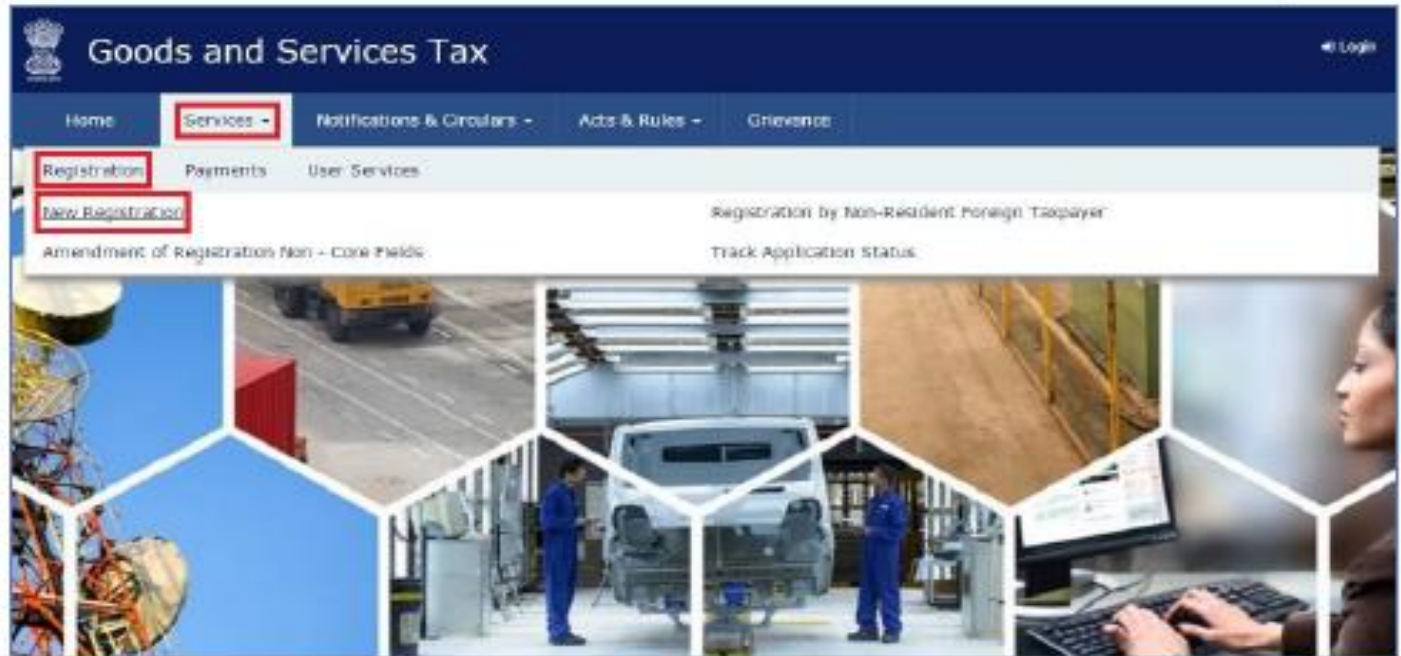 Goods and Services Tax
Login
Home Services Notifications & Circulars Acts & Rules Grievance
Registration Payments User Services
New Registration Registration by Non-Resident Foreign Taxpayer
Amendment of Registration Non - Core Fields Track Application Status